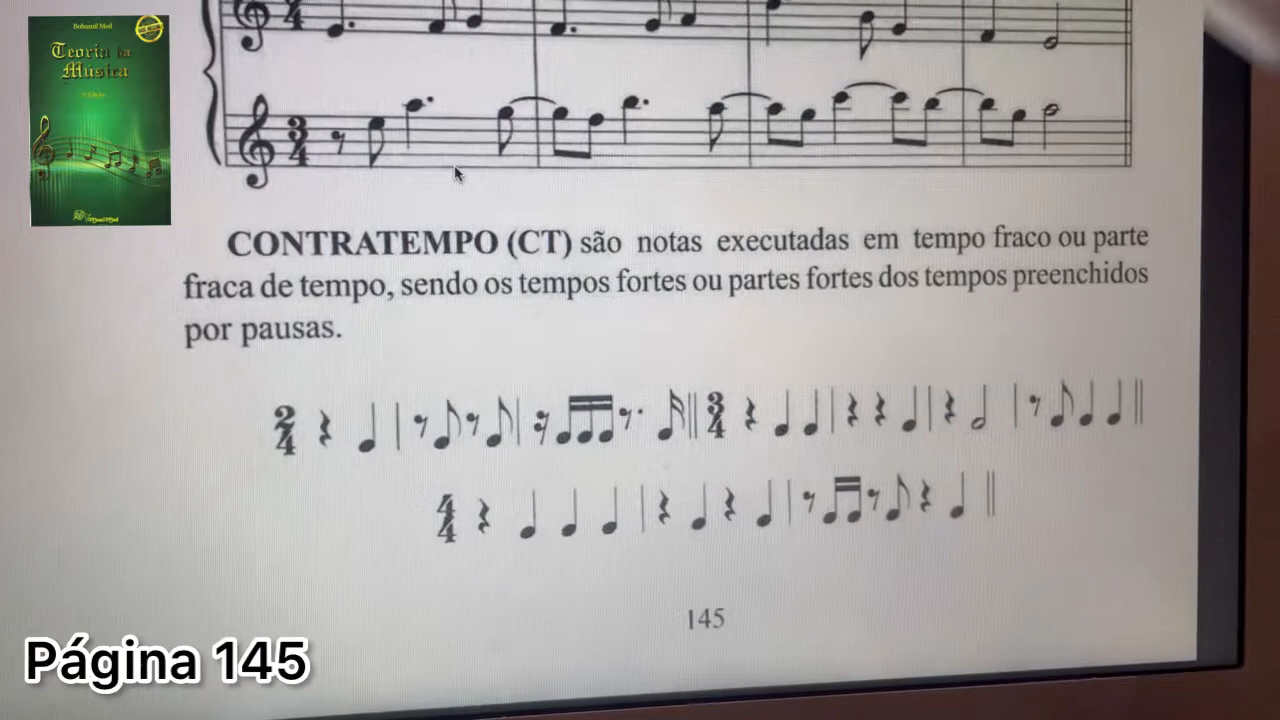 Bohumil Med
Teoria da
Música
CONTRATEMPO (CT) são notas executadas em tempo fraco ou parte
fraca de tempo, sendo os tempos fortes ou partes fortes dos tempos preenchidos
por pausas.
145
Página 145